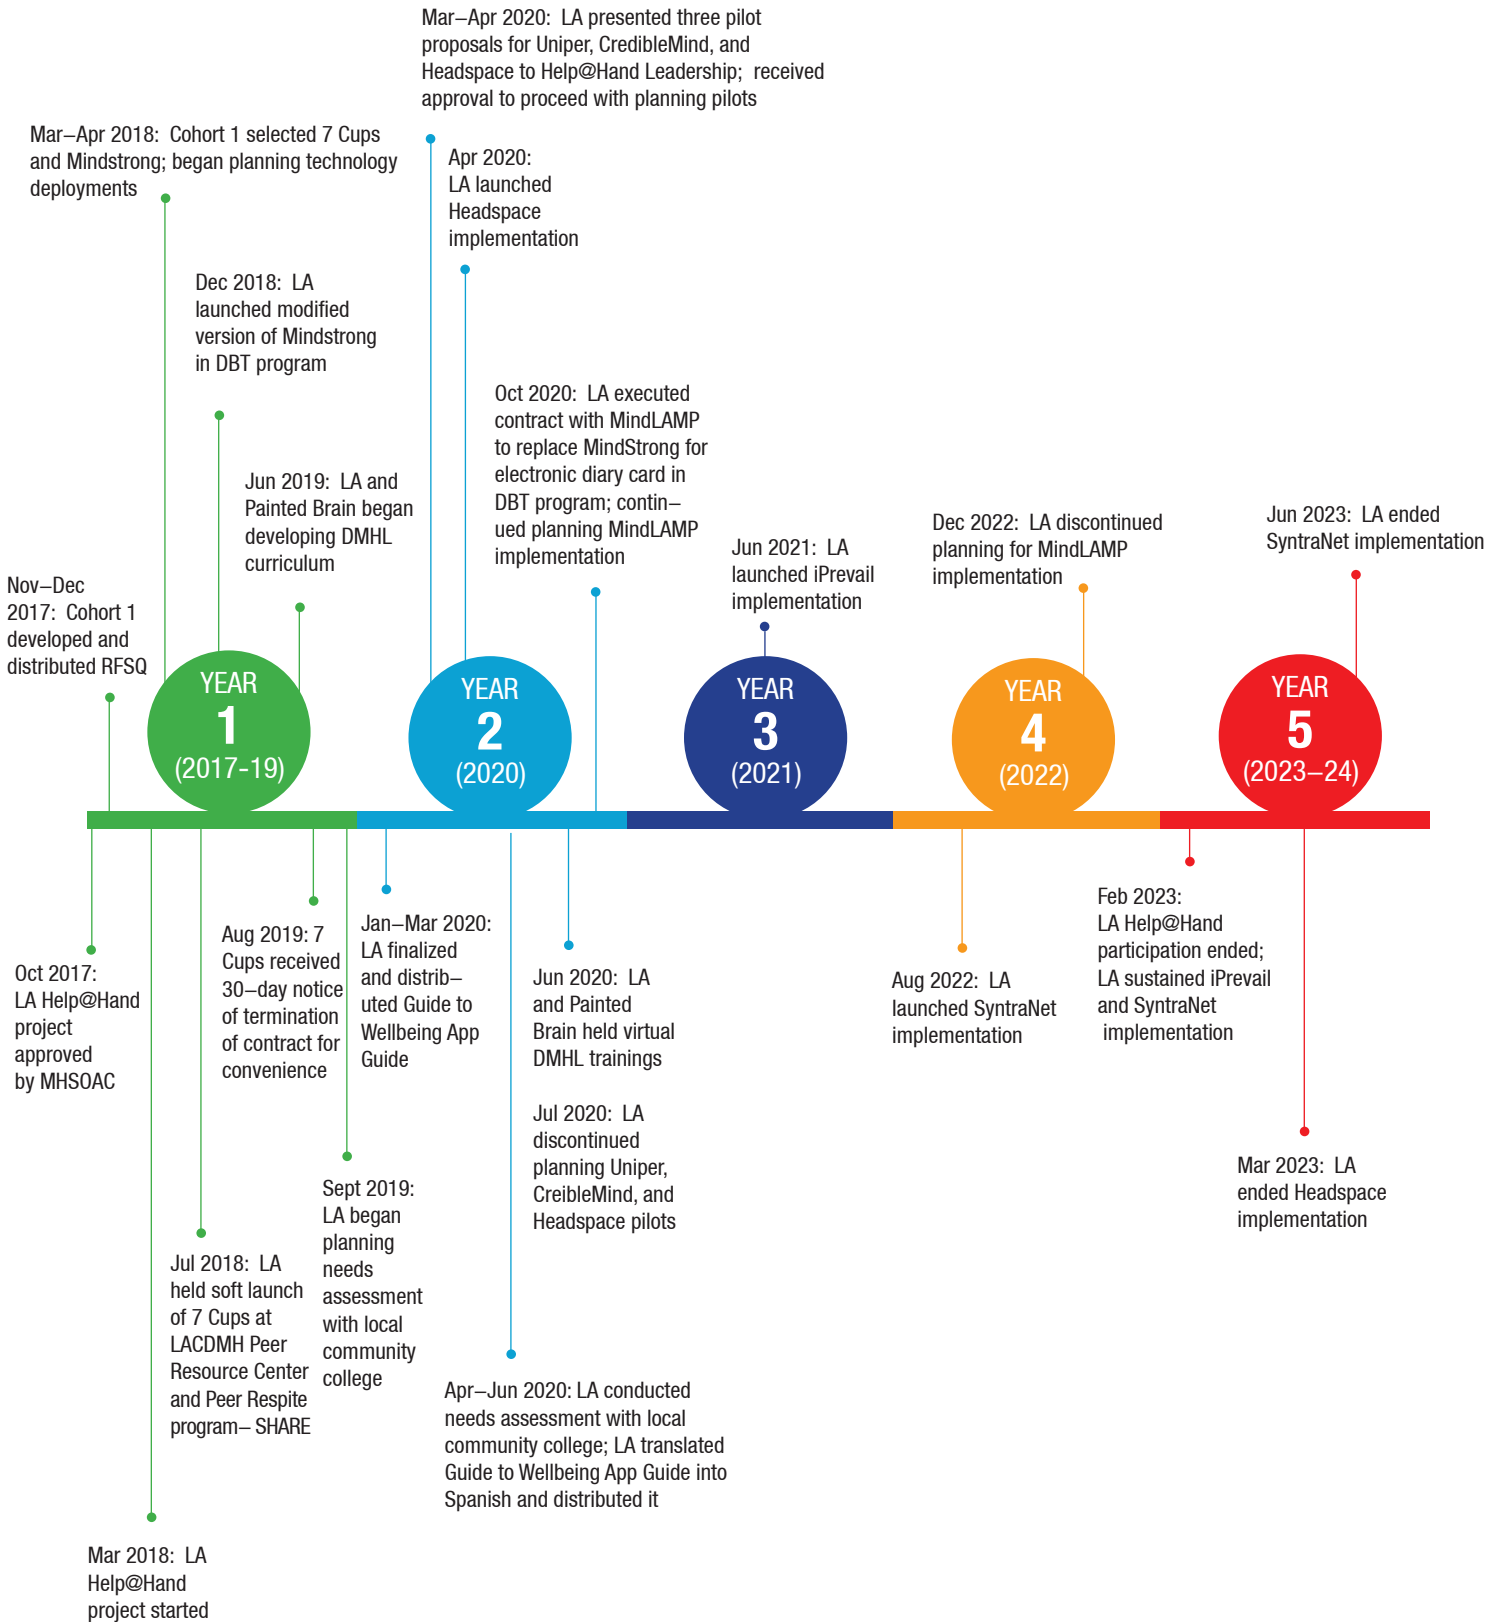 Mar–Apr 2020:  LA presented three pilot
proposals for Uniper, CredibleMind, and
Headspace to Help@Hand Leadership;  received
approval to proceed with planning pilots
Mar–Apr 2018:  Cohort 1 selected 7 Cups
and Mindstrong; began planning technology
deployments
Apr 2020:
LA launched
Headspace
implementation
Dec 2018:  LA
launched modified
version of Mindstrong
in DBT program
Oct 2020:  LA executed
contract with MindLAMP
to replace MindStrong for
electronic diary card in
DBT program; contin–
ued planning MindLAMP
implementation
Jun 2019:  LA and
Painted Brain began
developing DMHL
curriculum
Jun 2021:  LA
launched iPrevail
implementation
Dec 2022:  LA discontinued
planning for MindLAMP
implementation
Jun 2023:  LA ended
SyntraNet implementation
Nov–Dec
2017:  Cohort 1
developed and
distributed RFSQ
YEAR
1
(2017-19)
YEAR
2
(2020)
YEAR
3
(2021)
YEAR
4
(2022)
YEAR
5
(2023–24)
Oct 2017:
LA Help@Hand
project
approved
by MHSOAC
Aug 2019: 7
Cups received
30–day notice
of termination
of contract for
convenience
Jan–Mar 2020:
LA finalized
and distrib–
uted Guide to
Wellbeing App
Guide
Jun 2020:  LA
and Painted
Brain held virtual
DMHL trainings
Jul 2020:  LA
discontinued
planning Uniper,
CreibleMind, and
Headspace pilots
Aug 2022:  LA
launched SyntraNet
implementation
Feb 2023:
LA Help@Hand
participation ended;
LA sustained iPrevail
and SyntraNet
implementation
Mar 2023:  LA
ended Headspace
implementation
Sept 2019:
LA began
planning
needs
assessment
with local
community
college
Jul 2018:  LA
held soft launch
of 7 Cups at
LACDMH Peer
Resource Center
and Peer Respite
program– SHARE
Apr–Jun 2020: LA conducted
needs assessment with local
community college; LA translated
Guide to Wellbeing App Guide into
Spanish and distributed it
Mar 2018:  LA
Help@Hand
project started